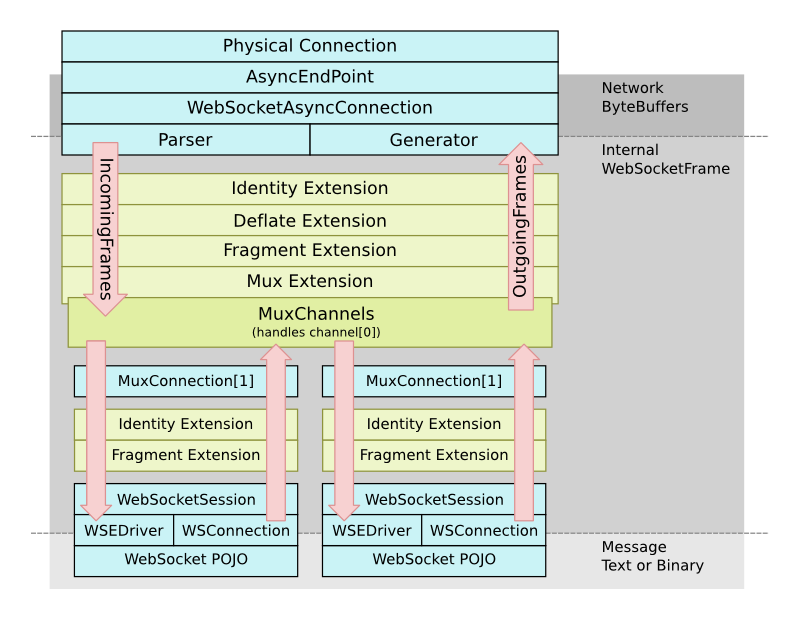 Physical Connection
AsyncEndPoint
WebSocketAsyncConnection
Network
ByteBuffers
Parser
Generator
Internal
WebSocketFrame
IncomingFrames
OutgoingFrames
Identity Extension
Deflate Extension
Fragment Extension
Mux Extension
MuxChannels
(handles channel[0])
MuxConnection[1]
MuxConnection[1]
Identity Extension
Identity Extension
Fragment Extension
Fragment Extension
WebSocketSession
WebSocketSession
WSEDriver
WSConnection
WSEDriver
WSConnection
WebSocket POJO
WebSocket POJO
Message
Text or Binary